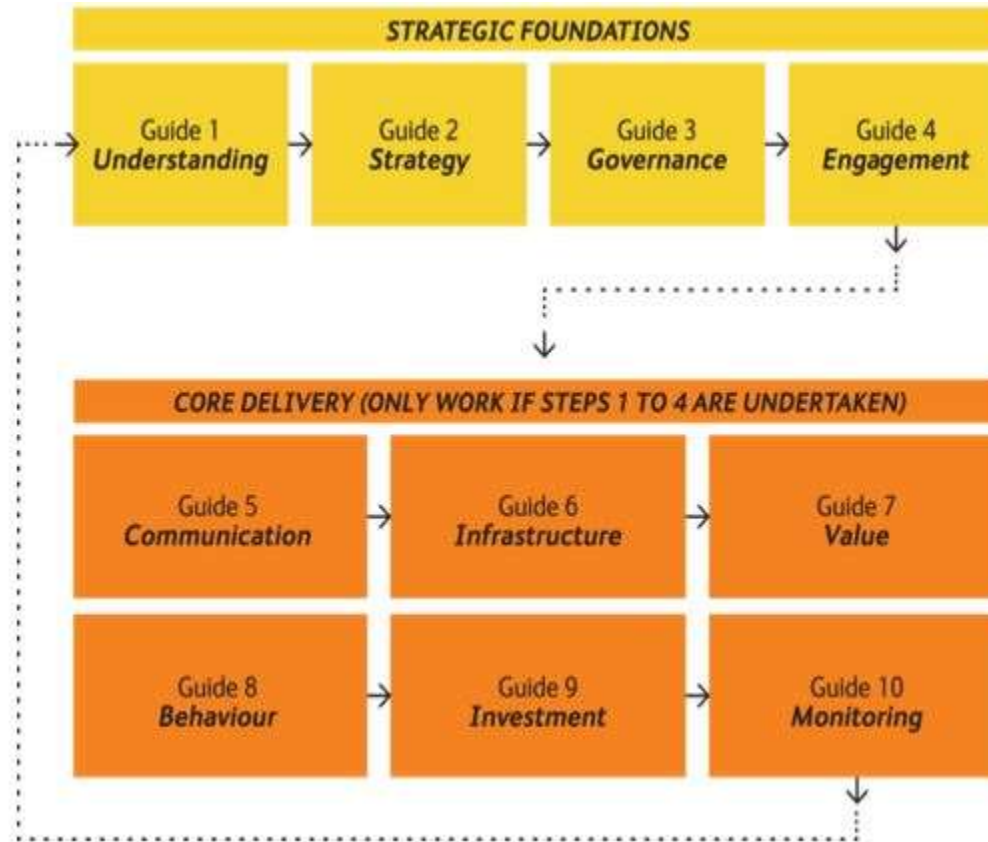 STRATEGIC FOUNDATIONS
Guide 1
Understanding
Guide 2
Strategy
Guide 3
Governance
Guide 4
Engagement
CORE DELIVERY (ONLY WORK IF STEPS 1 TO 4 ARE UNDERTAKEN)
Guide 5
Communication
Guide 6
Infrastructure
Guide 7
Value
Guide 8
Behaviour
Guide 9
Investment
Guide 10
Monitoring